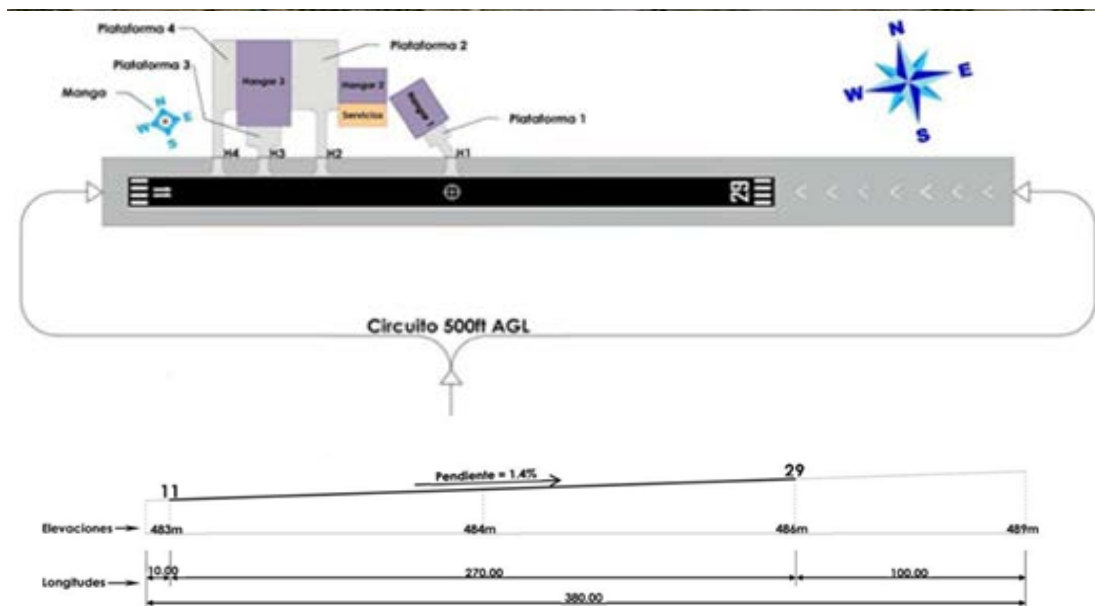 Plataforma 4
Plataforma 2
Plataforma 3
Hangar 3
Hangar 2
Servicios
Hangar 1
Plataforma 1
Manga
N
E
S
W
N
E
S
W
H4
H3
H2
H1
11
29
Circuito 500ft AGL
Pendiente = 1.4%
11
29
Elevaciones
483m
484m
486m
489m
Longitudes
10.00
270.00
100.00
380.00